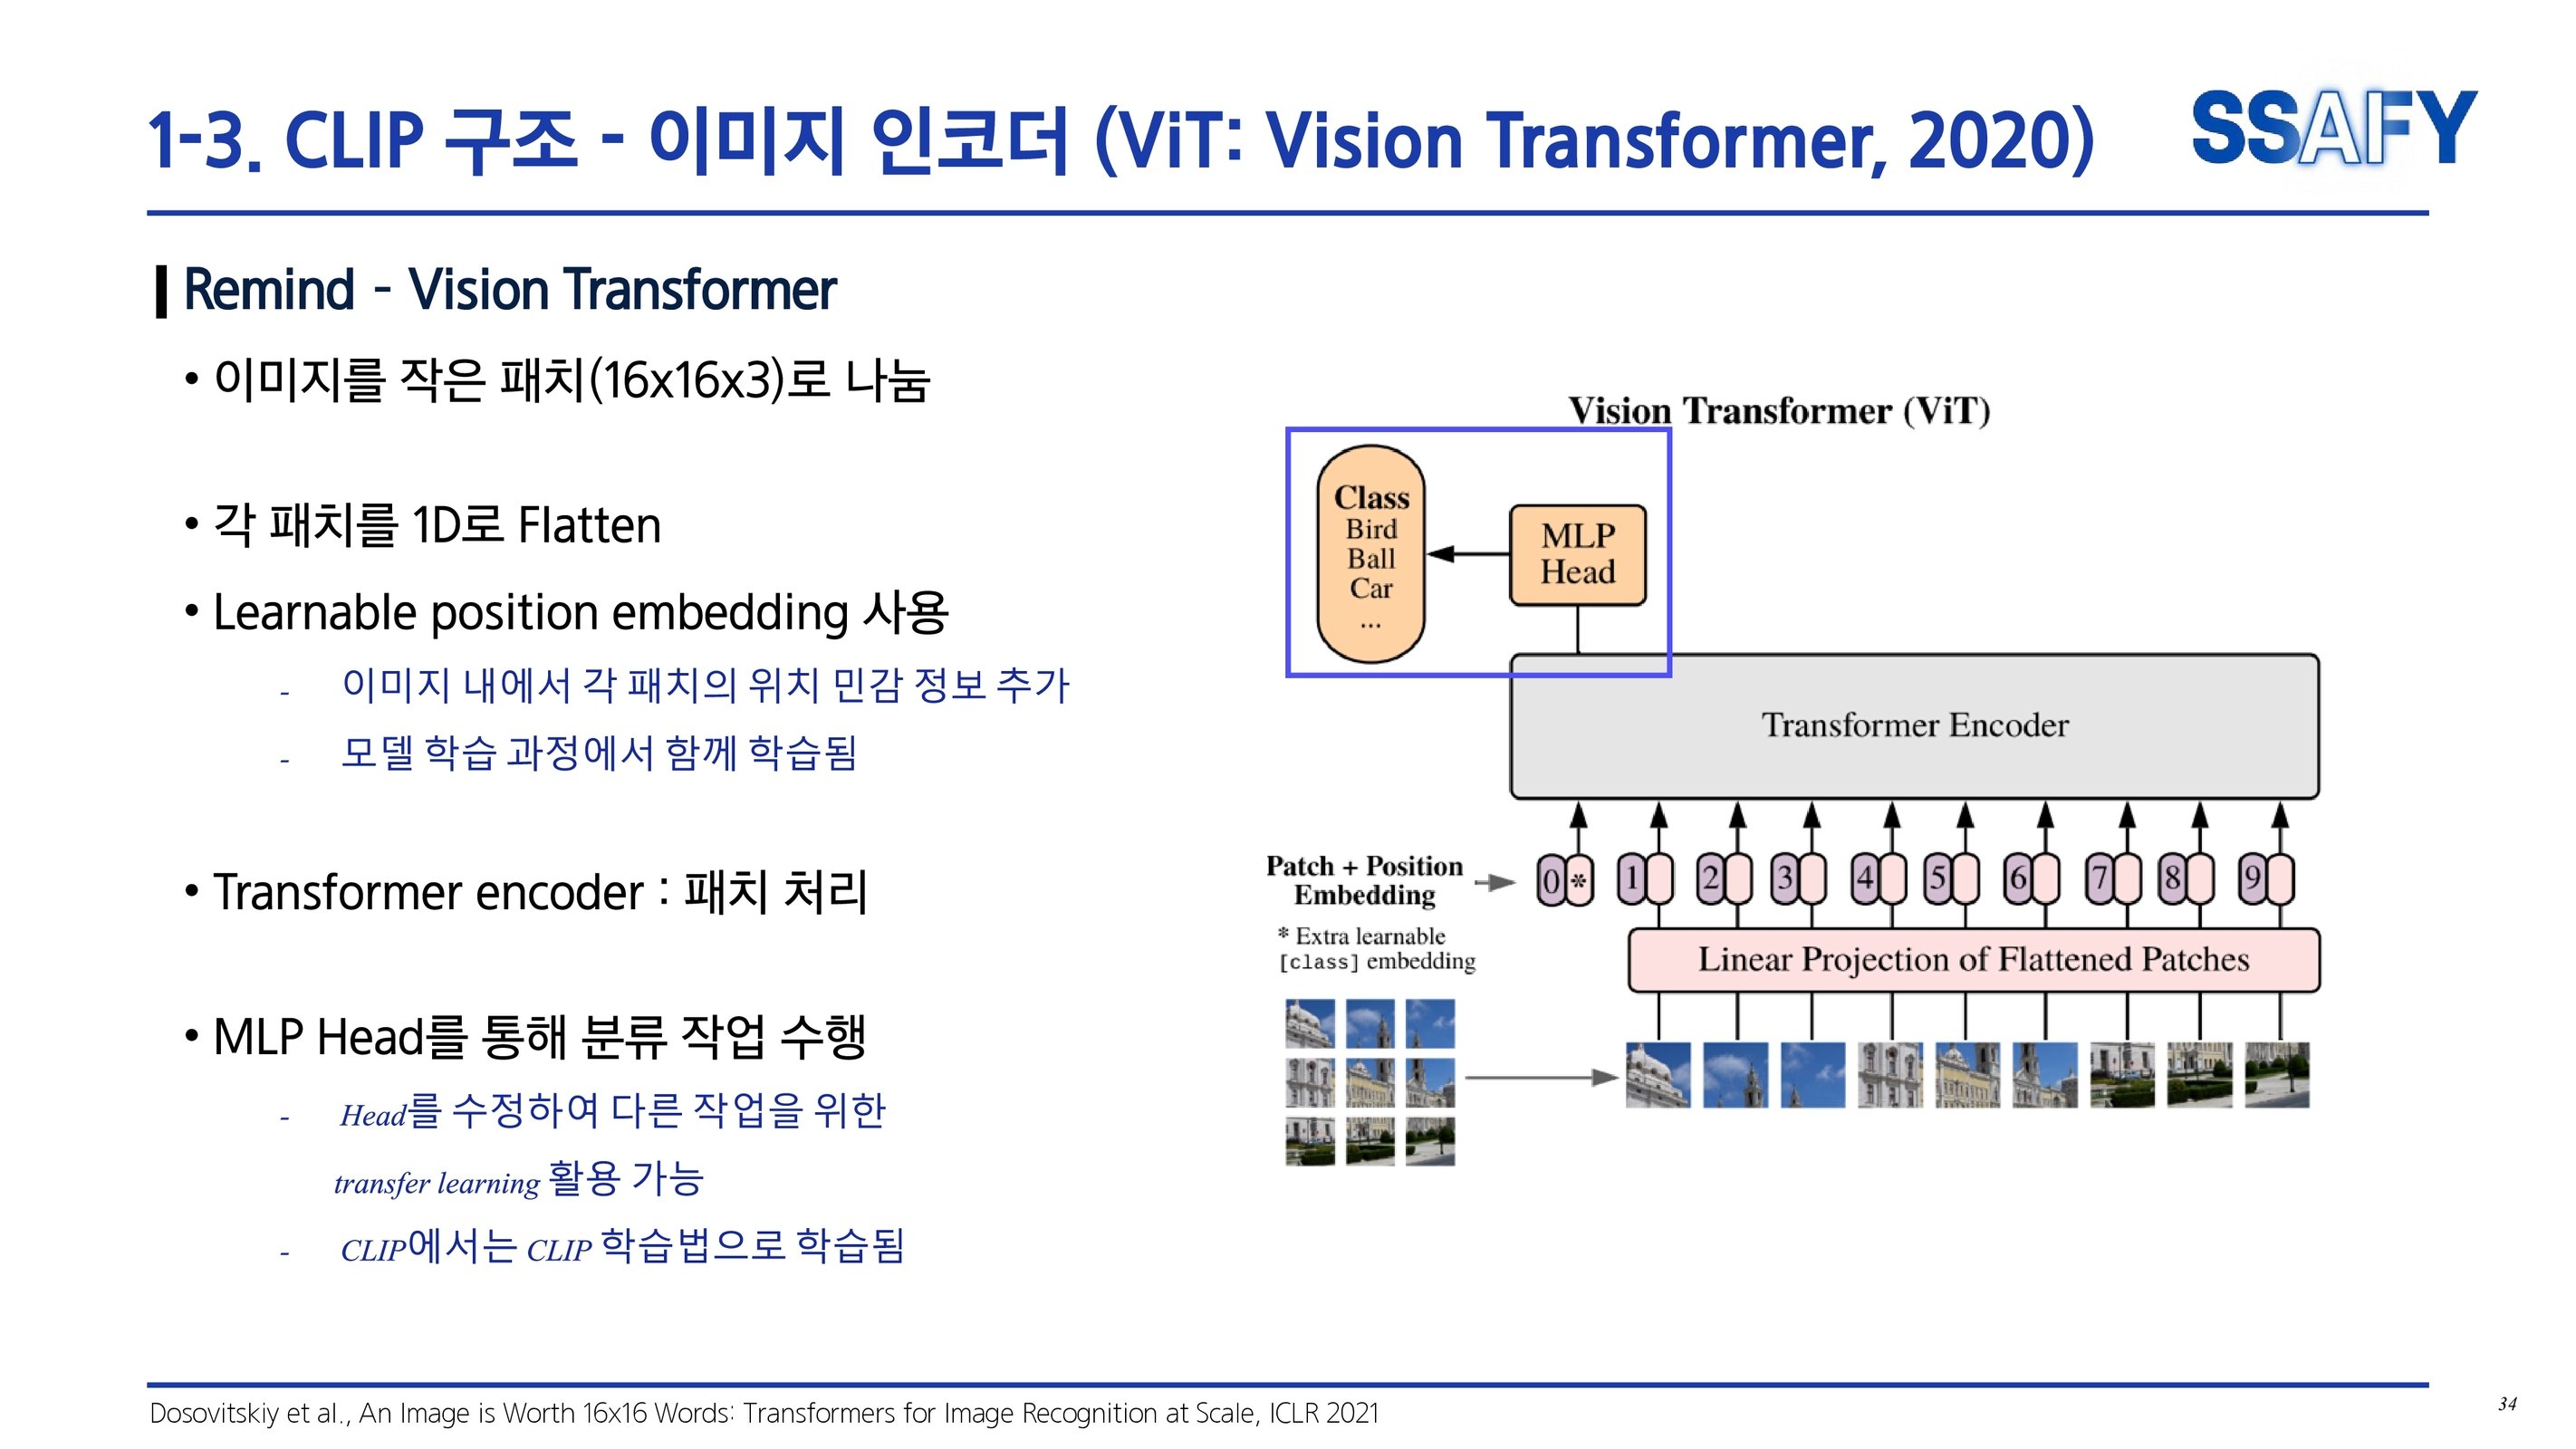 1-3. CLIP 구조 - 이미지 인코더 (ViT: Vision Transformer, 2020)
SSAFY
Remind - Vision Transformer
• 이미지를 작은 패치(16x16x3)로 나눔
• 각 패치를 1D로 Flatten
• Learnable position embedding 사용
- 이미지 내에서 각 패치의 위치 민감 정보 추가
- 모델 학습 과정에서 함께 학습됨
• Transformer encoder : 패치 처리
• MLP Head를 통해 분류 작업 수행
- Head를 수정하여 다른 작업을 위한
transfer learning 활용 가능
- CLIP에서는 CLIP 학습법으로 학습됨
Vision Transformer (ViT)
Class
Bird
Ball
Car
...
MLP
Head
Transformer Encoder
Patch + Position
Embedding
0 * 1 2 3 4 5 6 7 8 9
* Extra learnable
[class] embedding
Linear Projection of Flattened Patches
Dosovitskiy et al., An Image is Worth 16x16 Words: Transformers for Image Recognition at Scale, ICLR 2021
34